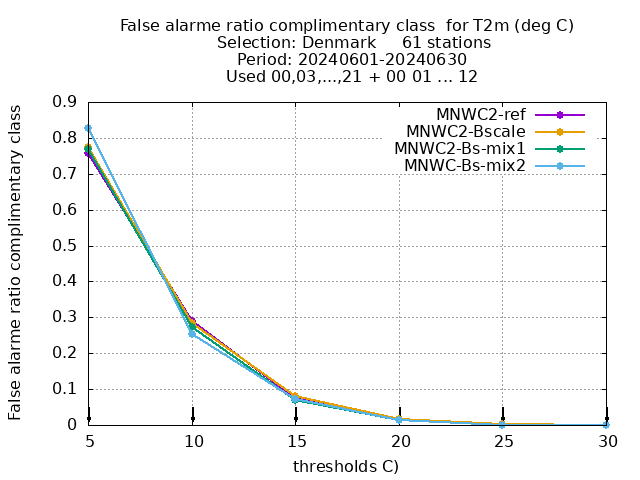 False alarme ratio complimentary class  for T2m (deg C)
Selection: Denmark     61 stations
Period: 20240601-20240630
Used 00,03,...,21 + 00 01 ... 12
MNWC2-ref
MNWC2-Bscale
MNWC2-Bs-mix1
MNWC-Bs-mix2
False alarme ratio complimentary class
0.9
0.8
0.7
0.6
0.5
0.4
0.3
0.2
0.1
0
5 10 15 20 25 30
thresholds C)